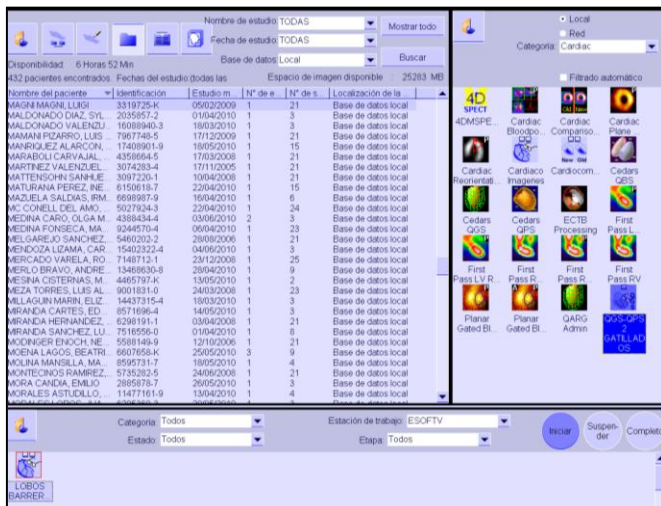 Nombre de estudio: TODAS
Mostrar todo
Fecha de estudio: TODAS
Base de datos: Local
Buscar
Disponibilidad: 6 Horas 52 Min
432 pacientes encontrados. Fechas del estudio:(todas las
Espacio de imagen disponible : 25283 MB
Nombre del paciente Identificación Estudio m... N° de e... N° de s... Localización de la ...
MAGNI MAGNI, LUIGI 3319725-K 05/02/2009 1 21 Base de datos local
MALDONADO DIAZ, SYL... 2035857-2 01/04/2010 1 3 Base de datos local
MALDONADO VALENZU... 16088940-3 18/03/2010 1 3 Base de datos local
MAMANI PIZARRO, LUIS ... 7967748-5 17/12/2009 1 21 Base de datos local
MANRIQUEZ ALARCON, ... 17408901-9 18/05/2010 1 15 Base de datos local
MARABOLI CARVAJAL, ... 4358664-5 17/03/2008 1 21 Base de datos local
MARTINEZ VALENZUEL... 3074283-4 17/11/2005 1 21 Base de datos local
MATTENSOHN SANHUE... 3097220-1 10/04/2008 1 21 Base de datos local
MATURANA PEREZ, INE... 6150618-7 22/04/2010 1 15 Base de datos local
MAZUELA SALDIAS, IRM... 6698987-9 16/04/2010 1 6 Base de datos local
MC CONELL DEL AMO, ... 5027924-3 22/04/2010 1 24 Base de datos local
MEDINA CARO, OLGA M... 4388434-4 03/06/2010 2 3 Base de datos local
MEDINA FONSECA, MA... 9244570-4 06/04/2010 1 23 Base de datos local
MELGAREJO SANCHEZ, ... 5460202-2 28/08/2006 1 21 Base de datos local
MENDOZA LIZAMA, CAR... 15402322-4 04/06/2010 1 3 Base de datos local
MERCADO VARELA, RO... 7148712-1 23/12/2008 1 25 Base de datos local
MERLO BRAVO, ANDRE... 13468630-8 28/04/2010 1 9 Base de datos local
MESINA CISTERNAS, M... 4465797-K 13/05/2010 1 2 Base de datos local
MEZA TORRES, LUIS AL... 9001831-0 24/03/2008 1 23 Base de datos local
MILLAGUIN MARIN, ELIZ... 14437315-4 18/03/2010 1 3 Base de datos local
MIRANDA CARTES, ED... 8571696-4 14/05/2010 1 3 Base de datos local
MIRANDA HERNANDEZ, ... 6298191-1 03/04/2008 1 21 Base de datos local
MIRANDA SANCHEZ, LU... 7516556-0 01/04/2010 1 8 Base de datos local
MODINGER ENOCH, NE... 5588149-9 12/10/2006 1 21 Base de datos local
MOENA LAGOS, BEATRI... 6607658-K 25/05/2010 3 9 Base de datos local
MOLINA MANSILLA, MA... 8595731-7 18/05/2010 1 4 Base de datos local
MONTECINOS RAMIREZ,... 5735282-5 24/06/2008 1 21 Base de datos local
MORA CANDIA, EMILIO 2885878-7 26/05/2010 1 3 Base de datos local
MORALES ASTUDILLO, ... 11477161-9 13/04/2010 1 4 Base de datos local
Local
Red
Categoría: Cardiac
Filtrado automático
4D
SPECT
Old New
4DMSPE... Cardiac Bloodpo... Cardiac Compariso... Cardiac Plane ...
New Old
Cardiac Reorientati... Cardiaco Imagenes Cardiocom... Cedars QBS
Cedars QGS Cedars QPS ECTB Processing First Pass L...
First Pass LV R... First Pass R... First Pass R... First Pass RV
Planar Gated Bl... Planar Gated Bl... QARG Admin QGS-QPS 2 GATILLADOS
Categoría: Todos
Estación de trabajo: ESOFTV
Estado: Todos
Etapa: Todos
Iniciar
Suspender
Completo
LOBOS
BARRER...